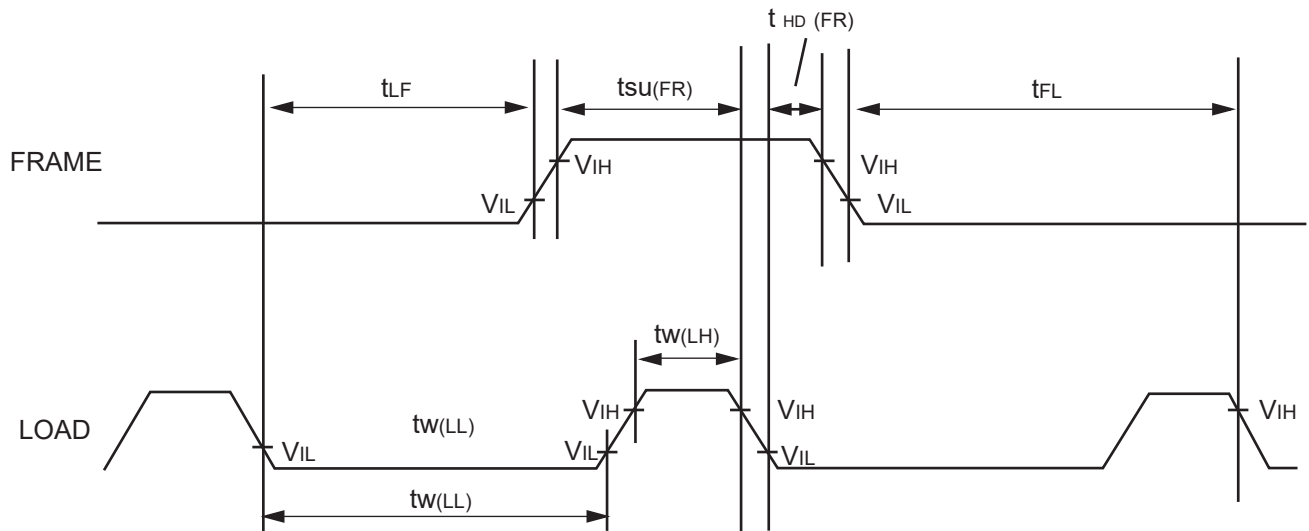 t HD (FR)
tLF
tsu(FR)
tFL
FRAME
VIH
VIH
VIL
VIL
tw(LH)
LOAD
VIL
tw(LL)
VIH
VIL
VIH
VIL
VIH
tw(LL)